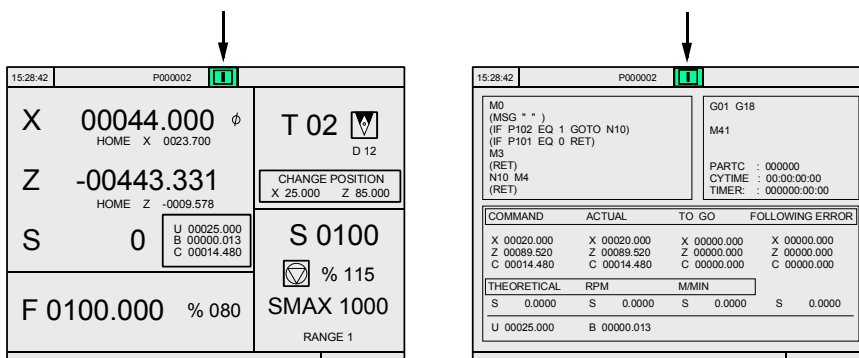 15:28:42 P000002
X 00044.000 ø
HOME X 0023.700
Z -00443.331
HOME Z -0009.578
S 0
U 00025.000
B 00000.013
C 00014.480
F 0100.000 % 080
T 02
D 12
CHANGE POSITION
X 25.000 Z 85.000
S 0100
% 115
SMAX 1000
RANGE 1
15:28:42 P000002
M0
(MSG " " )
(IF P102 EQ 1 GOTO N10)
(IF P101 EQ 0 RET)
M3
(RET)
N10 M4
(RET)
G01 G18
M41
PARTC : 000000
CYTIME : 00:00:00:00
TIMER: : 000000:00:00
COMMAND ACTUAL TO GO FOLLOWING ERROR
X 00020.000 X 00020.000 X 00000.000 X 00000.000
Z 00089.520 Z 00089.520 Z 00000.000 Z 00000.000
C 00014.480 C 00014.480 C 00000.000 C 00000.000
THEORETICAL RPM M/MIN
S 0.0000 S 0.0000 S 0.0000 S 0.0000
U 00025.000 B 00000.013